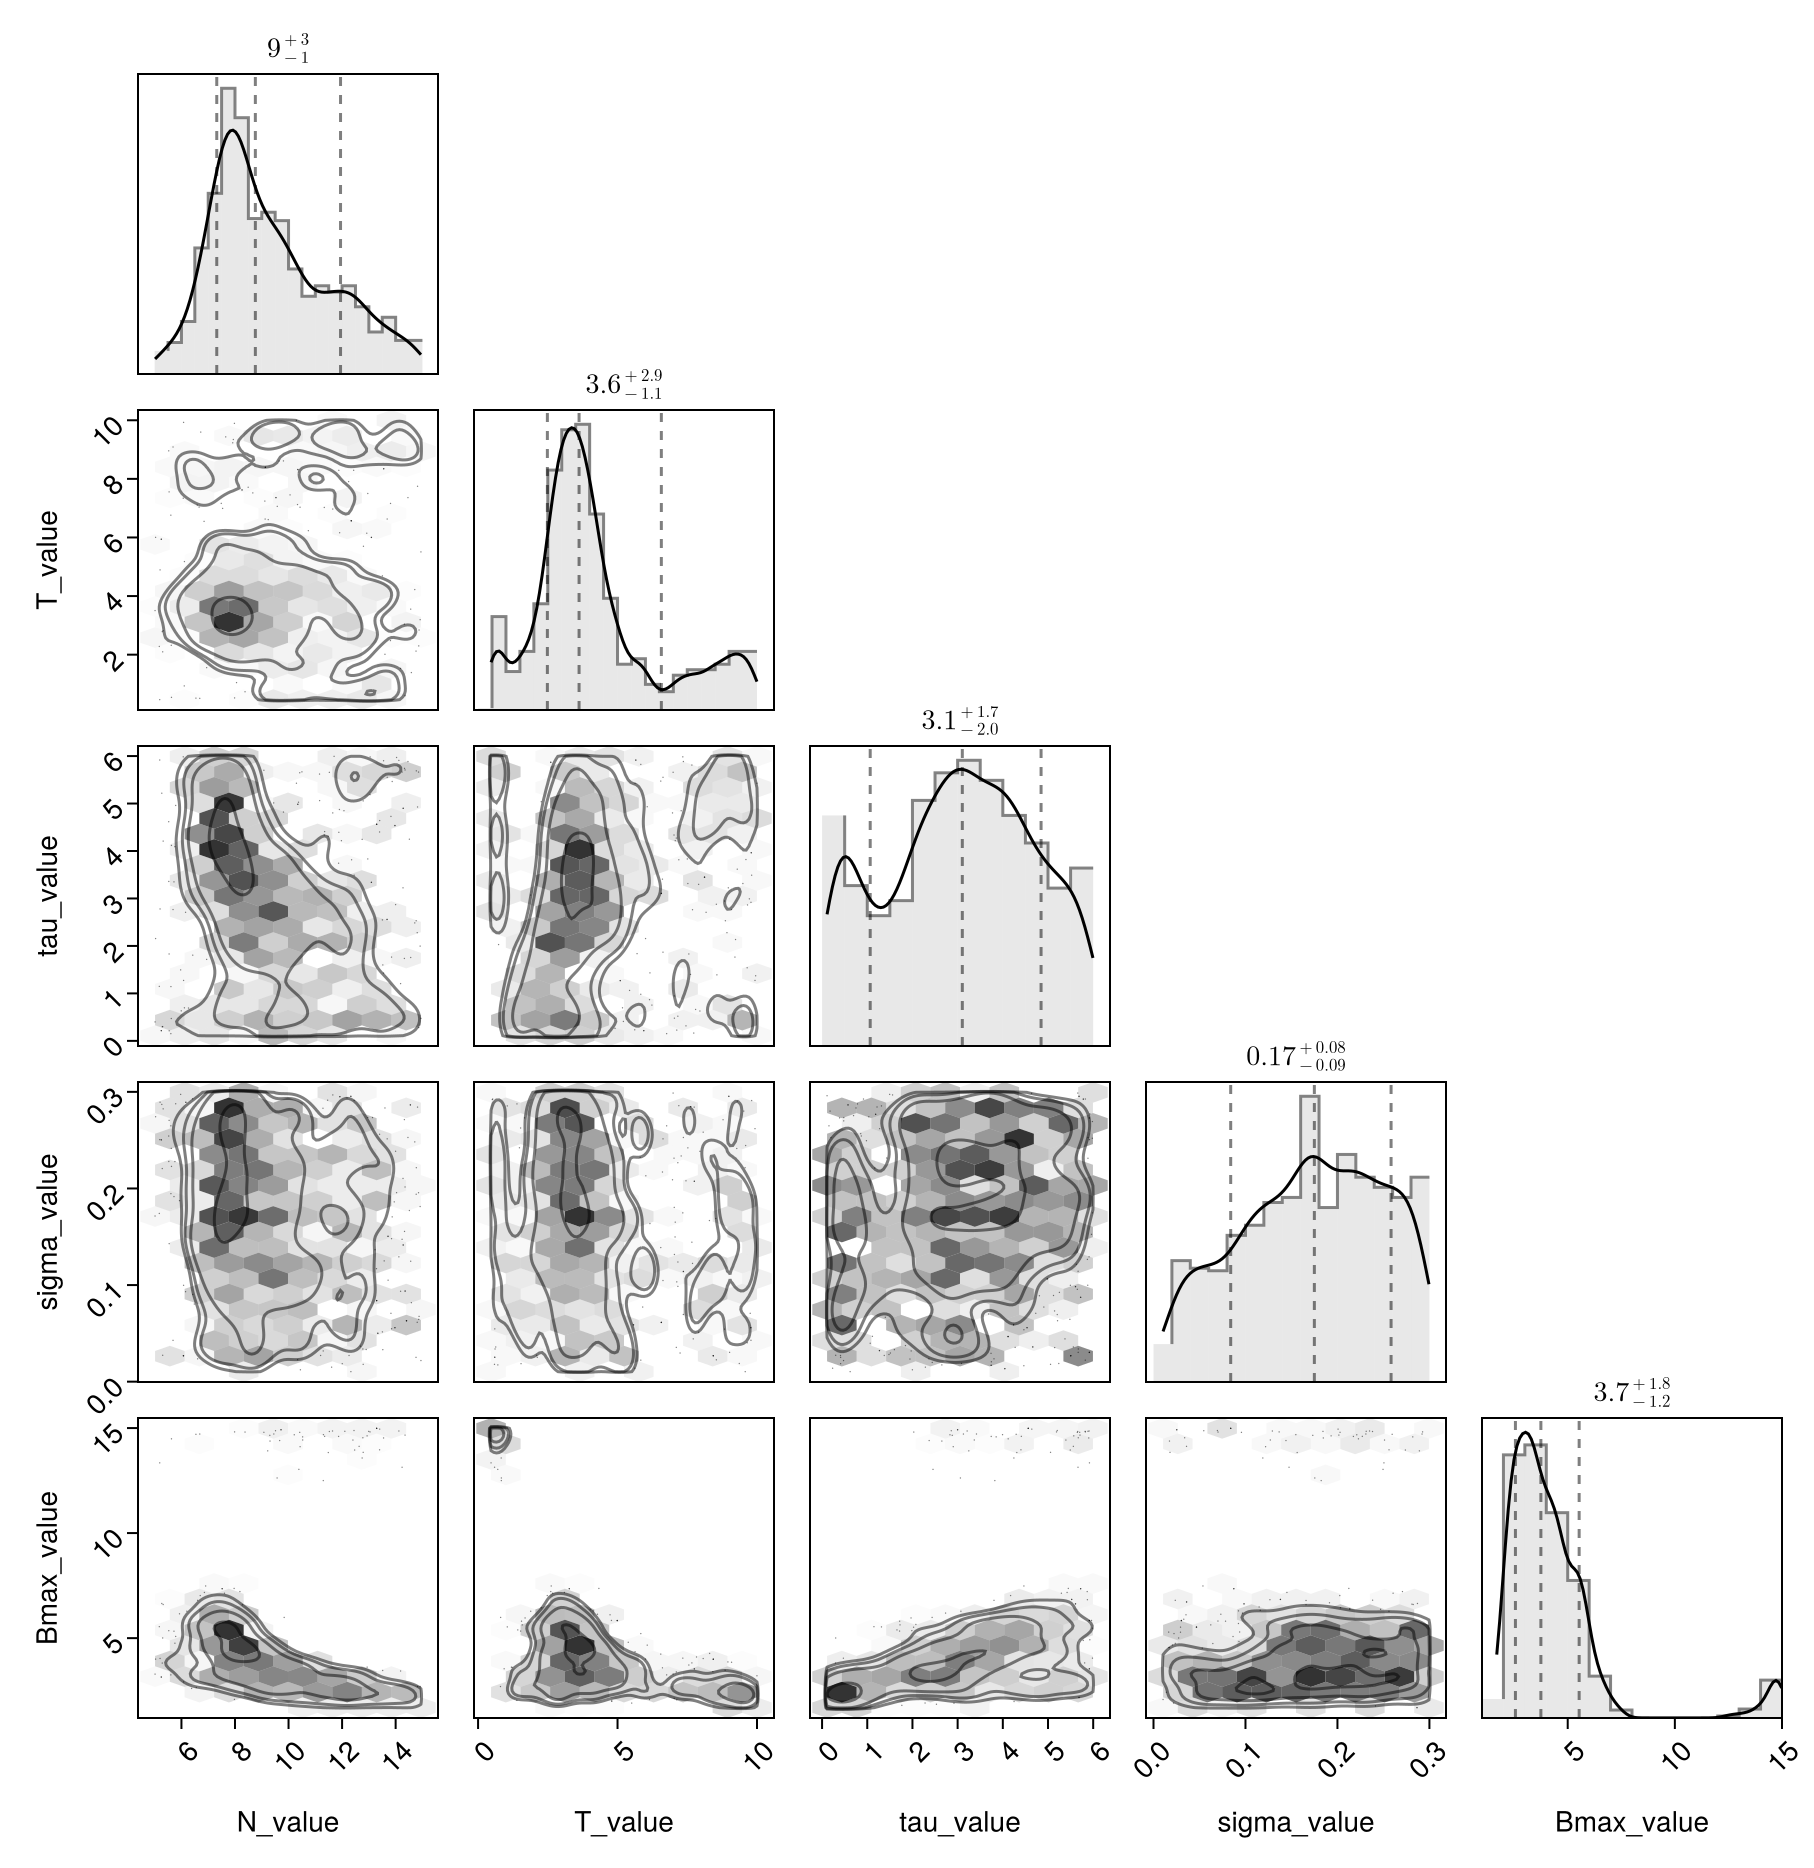 9 +3 −1
3.6 +2.9 −1.1
10
8
6
4
2
T_value
3.1 +1.7 −2.0
6
5
4
3
2
1
0
tau_value
0.17 +0.08 −0.09
0.3
0.2
0.1
0.0
sigma_value
3.7 +1.8 −1.2
15
10
5
Bmax_value
6 8 10 12 14
0 5 10
0 1 2 3 4 5 6
0.0 0.1 0.2 0.3
5 10 15
N_value
T_value
tau_value
sigma_value
Bmax_value